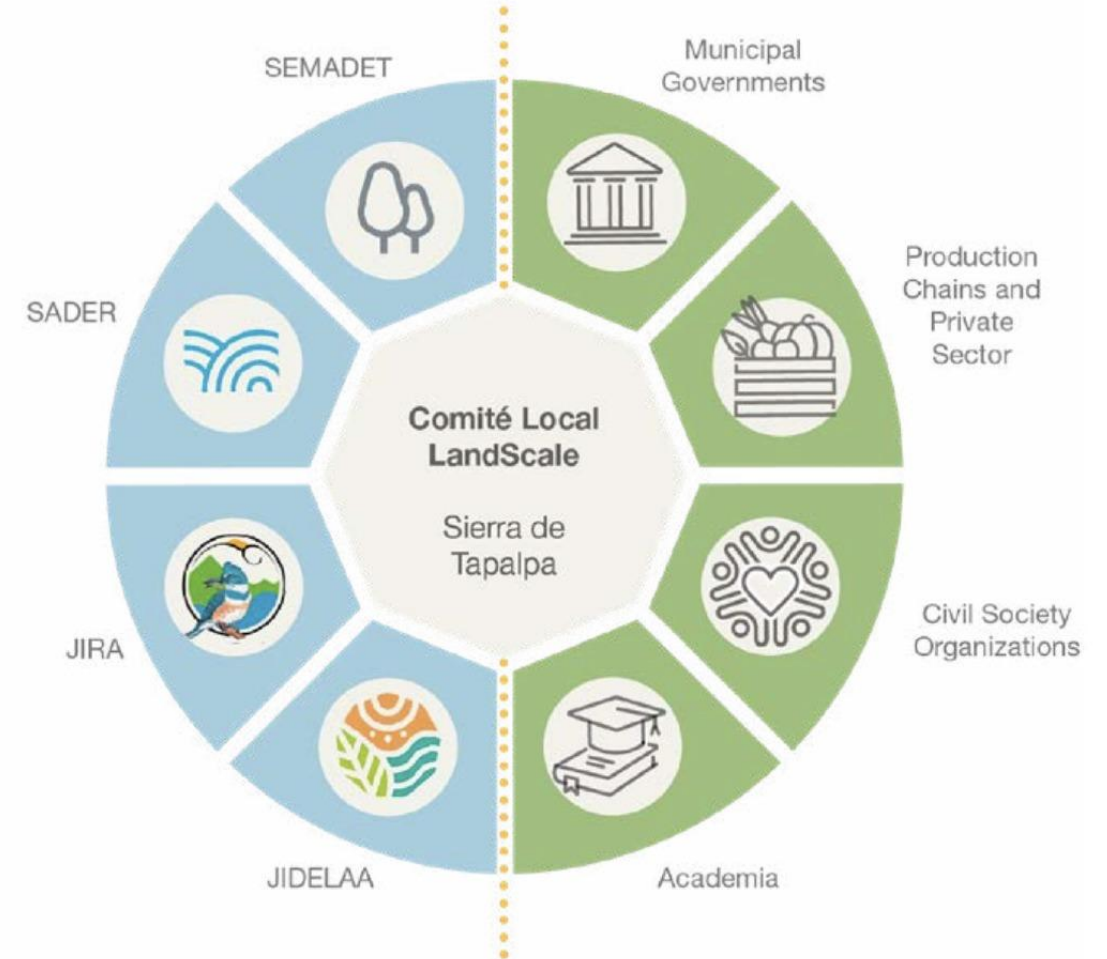 SEMADET
Municipal
Governments
SADER
Production
Chains and
Private
Sector
Comité Local
LandScale
Sierra de
Tapalpa
JIRA
Civil Society
Organizations
JIDELAA
Academia